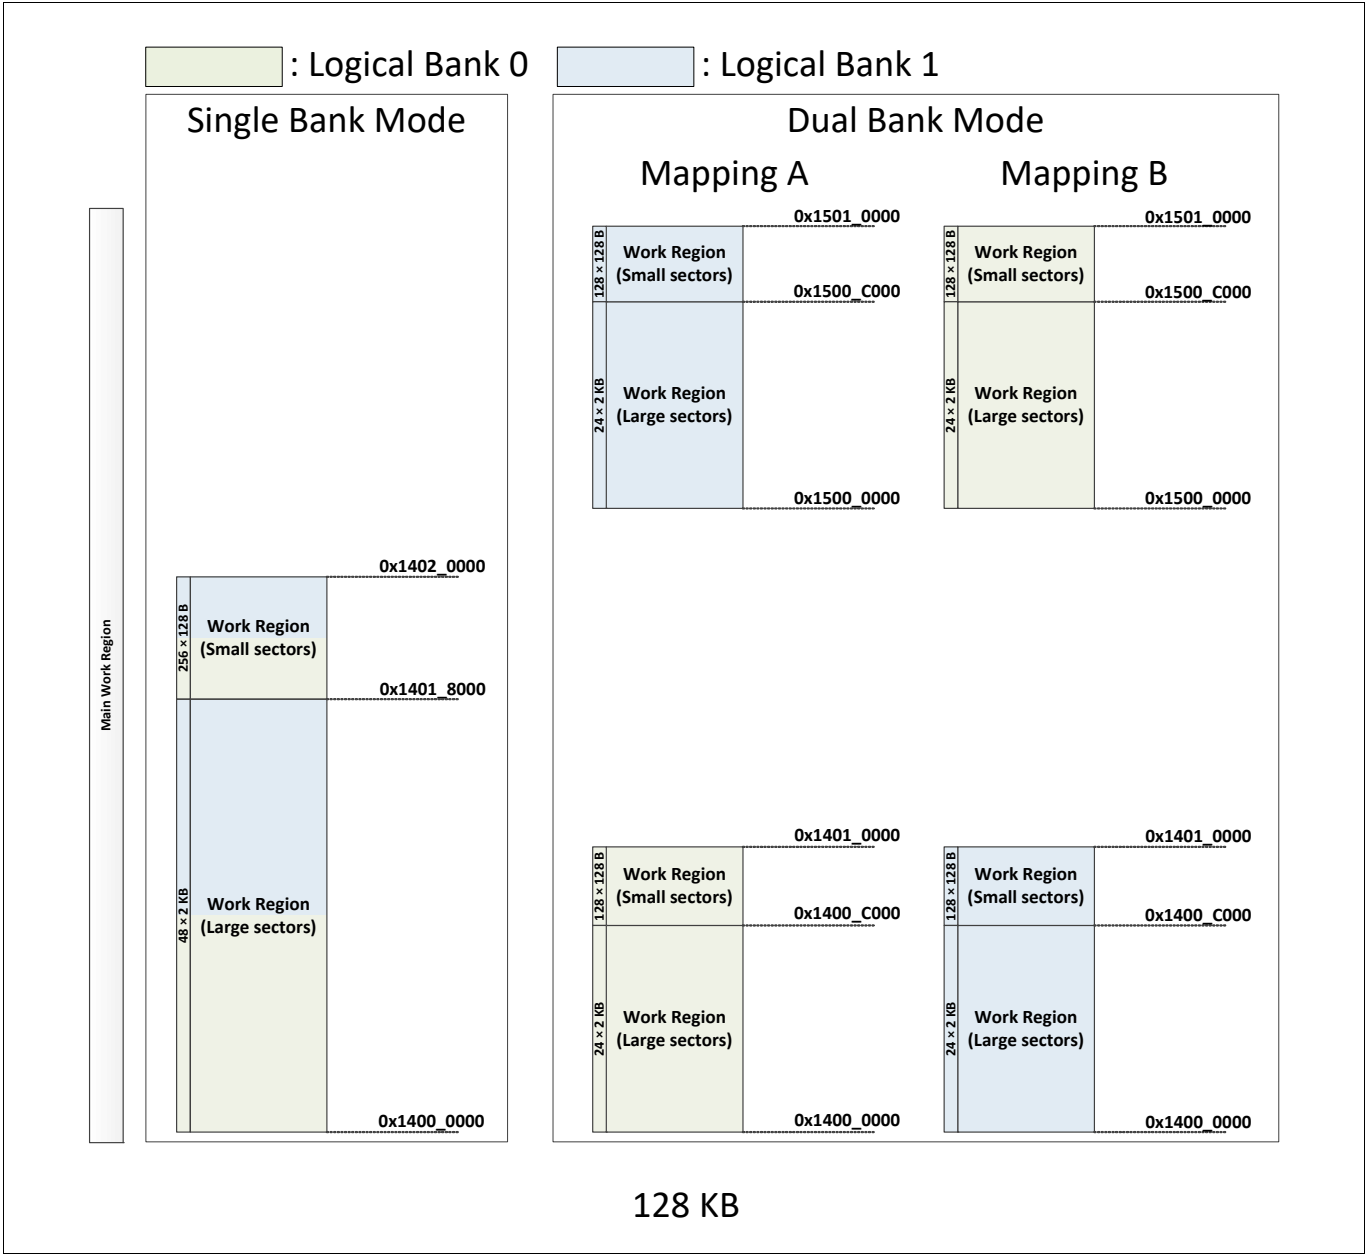 : Logical Bank 0
: Logical Bank 1
Single Bank Mode
Dual Bank Mode
Mapping A
Mapping B
Main Work Region
0x1402_0000
256 × 128 B
Work Region
(Small sectors)
0x1401_8000
48 × 2 KB
Work Region
(Large sectors)
0x1400_0000
0x1501_0000
128 × 128 B
Work Region
(Small sectors)
0x1500_C000
24 × 2 KB
Work Region
(Large sectors)
0x1500_0000
0x1401_0000
128 × 128 B
Work Region
(Small sectors)
0x1400_C000
24 × 2 KB
Work Region
(Large sectors)
0x1400_0000
0x1501_0000
128 × 128 B
Work Region
(Small sectors)
0x1500_C000
24 × 2 KB
Work Region
(Large sectors)
0x1500_0000
0x1401_0000
128 × 128 B
Work Region
(Small sectors)
0x1400_C000
24 × 2 KB
Work Region
(Large sectors)
0x1400_0000
128 KB